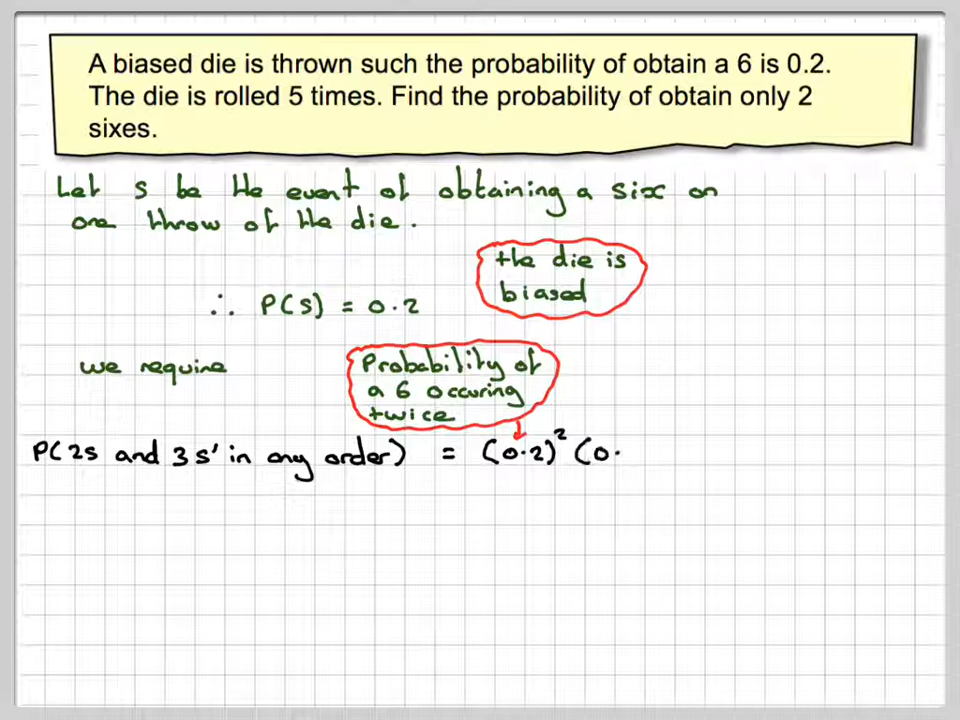 A biased die is thrown such the probability of obtain a 6 is 0.2.
The die is rolled 5 times. Find the probability of obtain only 2
sixes.
Let s be the event of obtaining a six on
one throw of the die.
the die is
biased
∴ P(s) = 0.2
we require
Probability of
a 6 occuring
twice
P(2s and 3s' in any order) = (0.2)² (0.